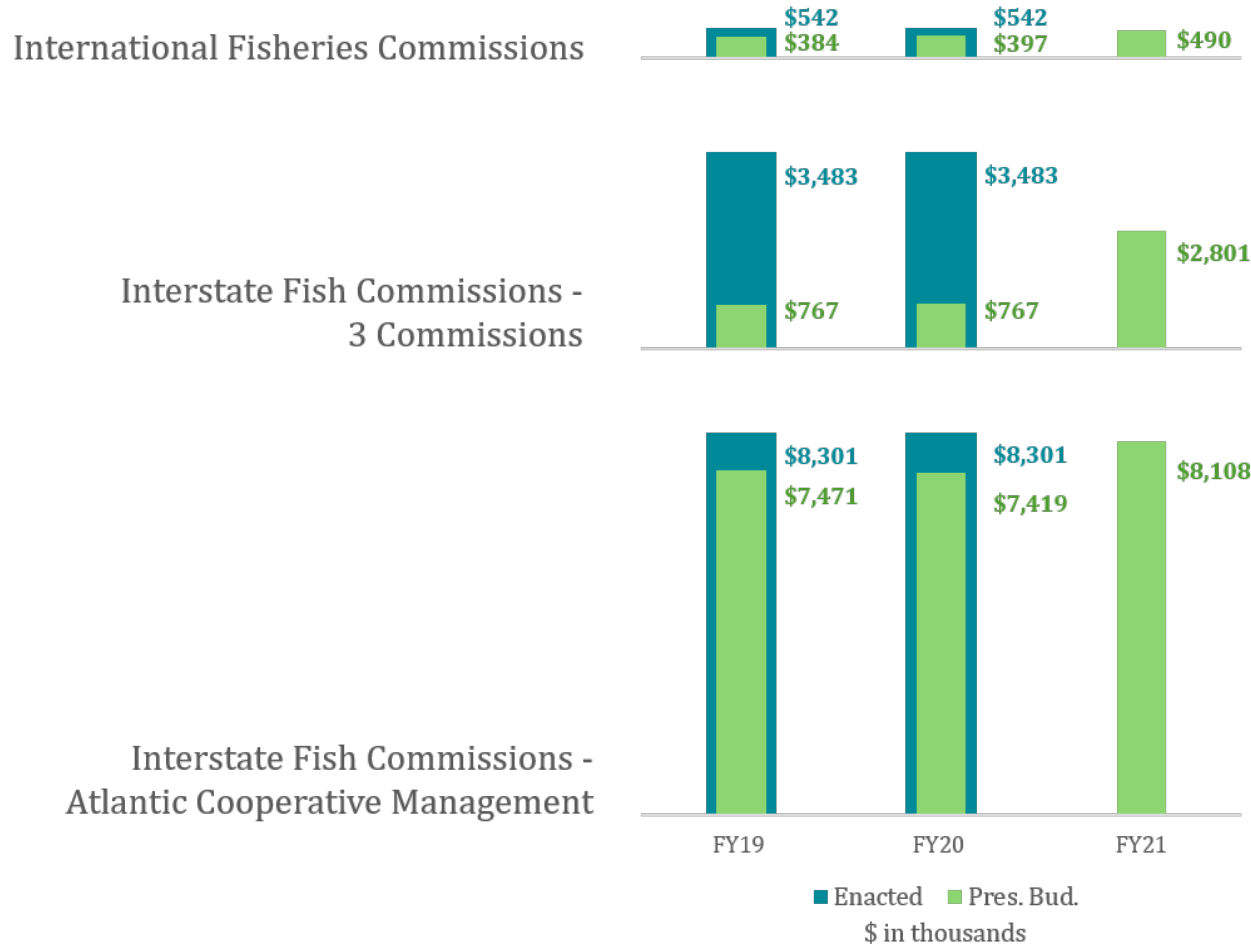 International Fisheries Commissions
$542
$384
$542
$397
$490
Interstate Fish Commissions -
3 Commissions
$3,483
$767
$3,483
$767
$2,801
Interstate Fish Commissions -
Atlantic Cooperative Management
$8,301
$7,471
$8,301
$7,419
$8,108
FY19 FY20 FY21
Enacted Pres. Bud.
$ in thousands